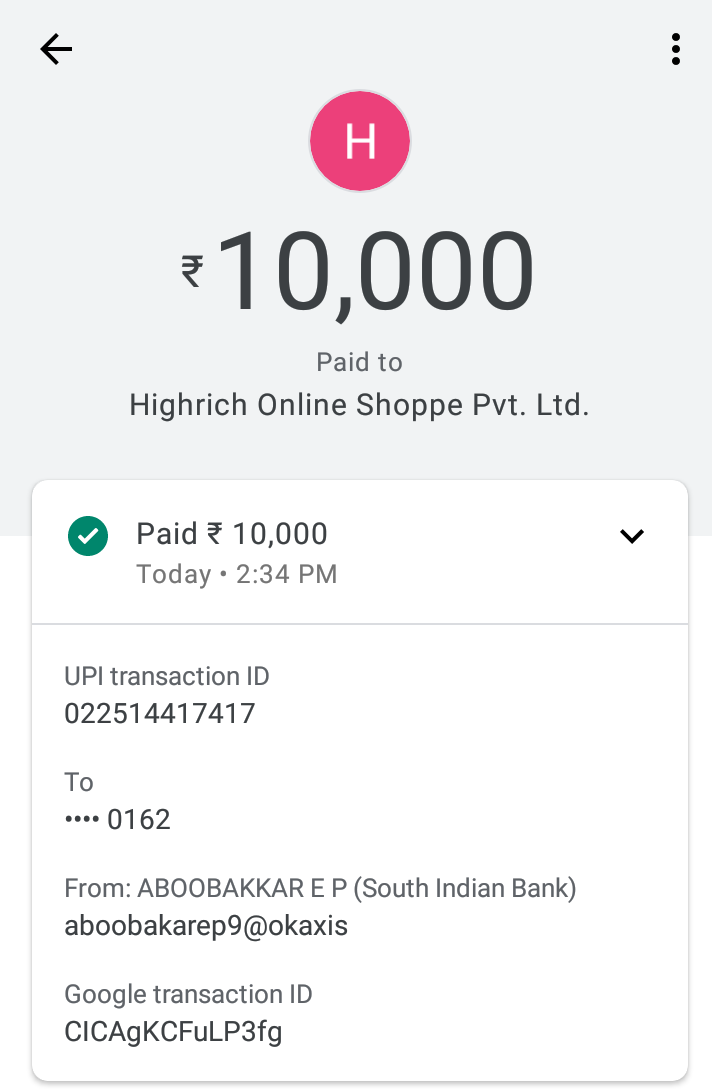 H
₹10,000
Paid to
Highrich Online Shoppe Pvt. Ltd.
Paid ₹ 10,000
Today • 2:34 PM
UPI transaction ID
022514417417
To
•••• 0162
From: ABOOBAKKAR E P (South Indian Bank)
aboobakarep9@okaxis
Google transaction ID
CICAgKCFuLP3fg